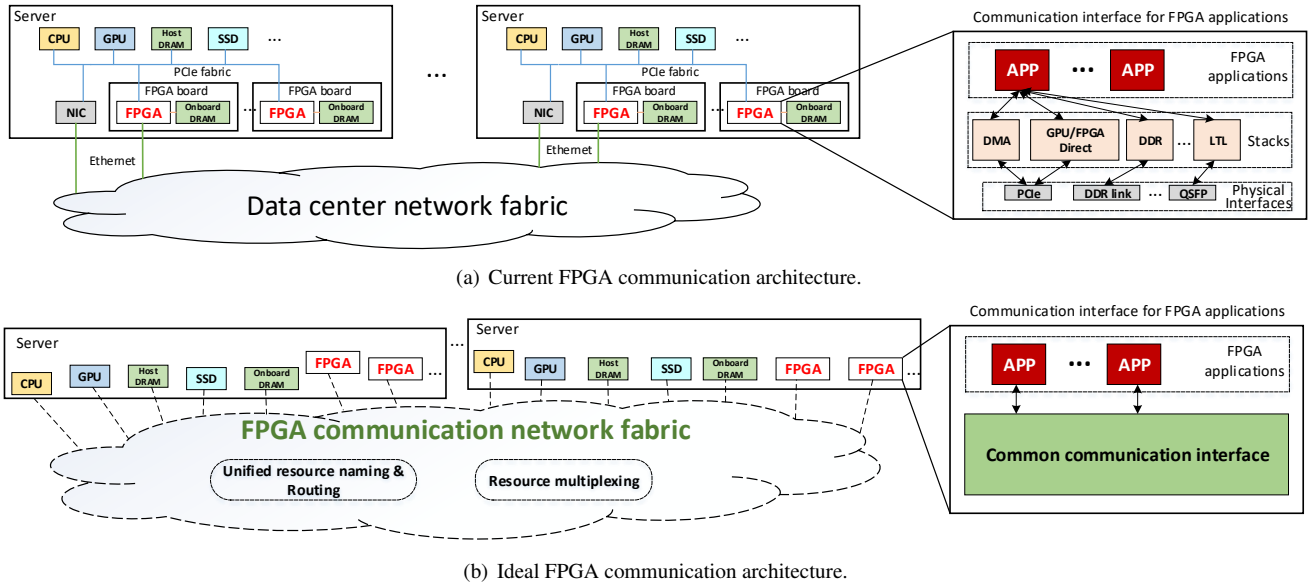 Server
CPU
GPU
Host
DRAM
SSD
...
PCIe fabric
FPGA board
FPGA board
NIC
FPGA
Onboard
DRAM
...
FPGA
Onboard
DRAM
Ethernet
...
Server
CPU
GPU
Host
DRAM
SSD
...
PCIe fabric
FPGA board
FPGA board
NIC
FPGA
Onboard
DRAM
...
FPGA
Onboard
DRAM
Ethernet
Data center network fabric
Communication interface for FPGA applications
APP
...
APP
FPGA
applications
DMA
GPU/FPGA
Direct
DDR
...
LTL
Stacks
PCIe
DDR link
...
QSFP
Physical
Interfaces
(a) Current FPGA communication architecture.
Server
CPU
GPU
Host
DRAM
SSD
Onboard
DRAM
FPGA
FPGA
...
...
Server
CPU
GPU
Host
DRAM
SSD
Onboard
DRAM
FPGA
FPGA
...
FPGA communication network fabric
Unified resource naming &
Routing
Resource multiplexing
Communication interface for FPGA applications
APP
...
APP
FPGA
applications
Common communication interface
(b) Ideal FPGA communication architecture.